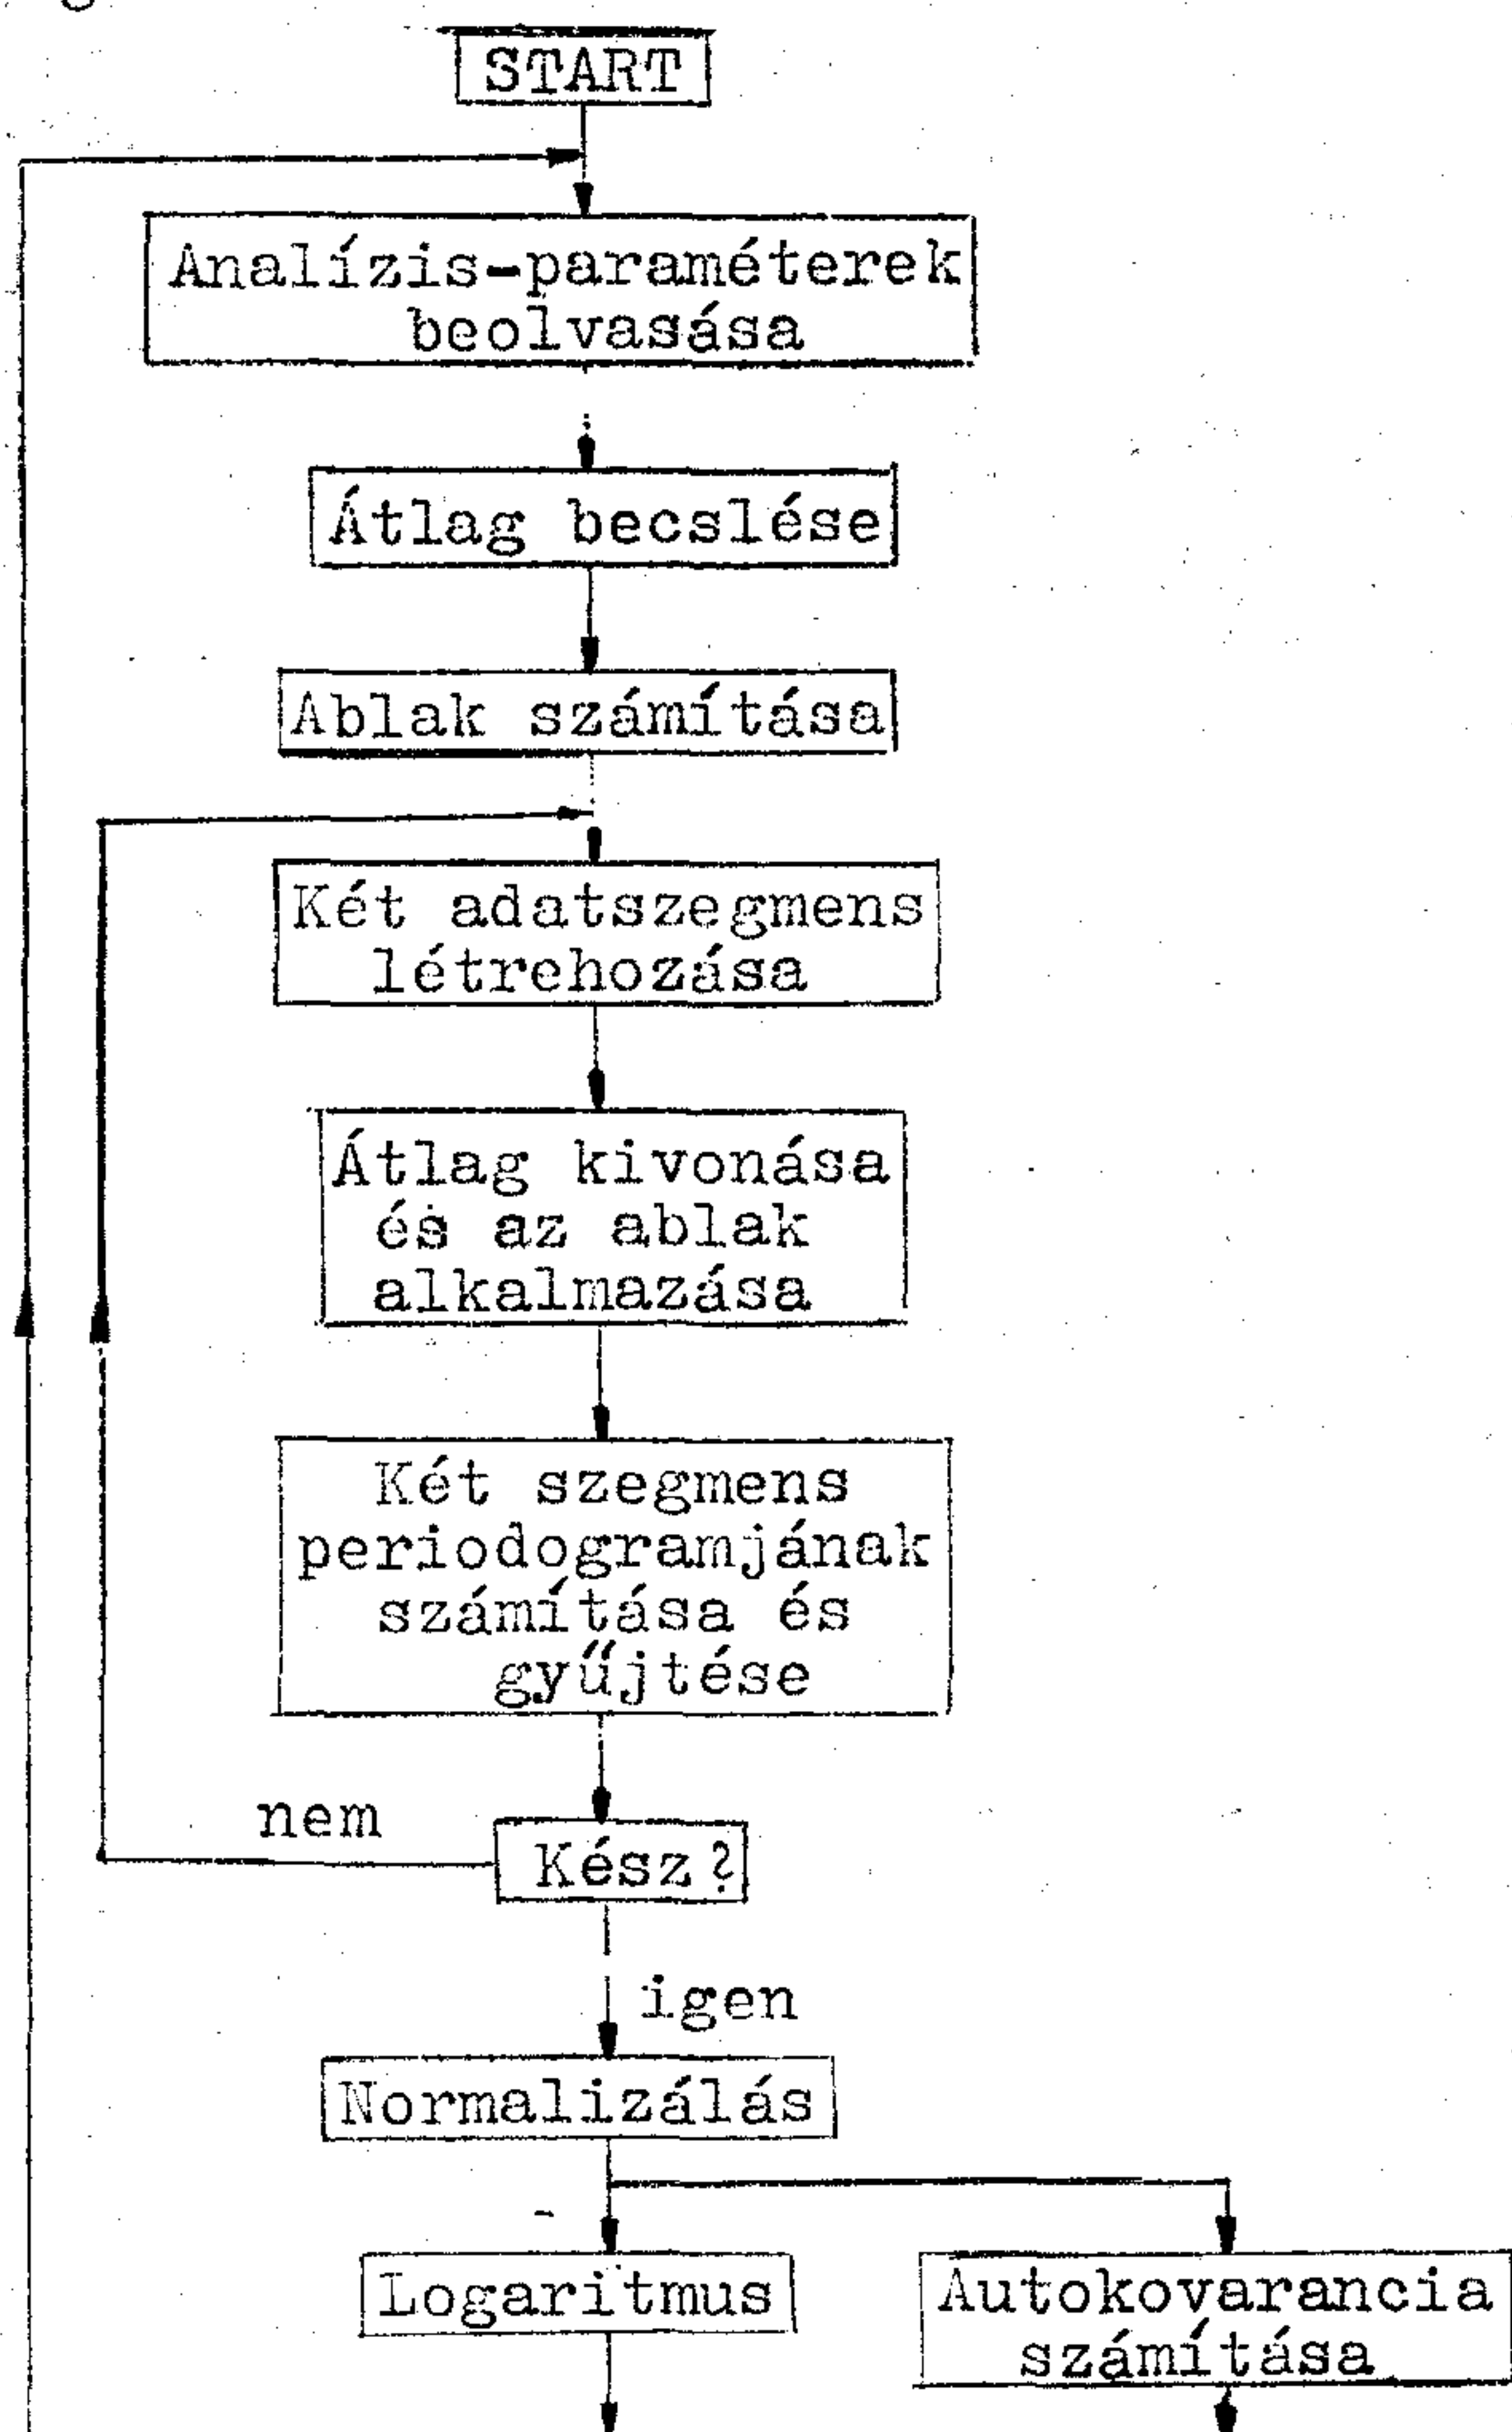 START
Analízis-paraméterek
beolvasása
Átlag becslése
Ablak számítása
Két adatszegmens
létrehozása
Átlag kivonása
és az ablak
alkalmazása
Két szegmens
periodogramjának
számítása és
gyűjtése
nem
Kész?
igen
Normalizálás
Logaritmus
Autokovarancia
számítása